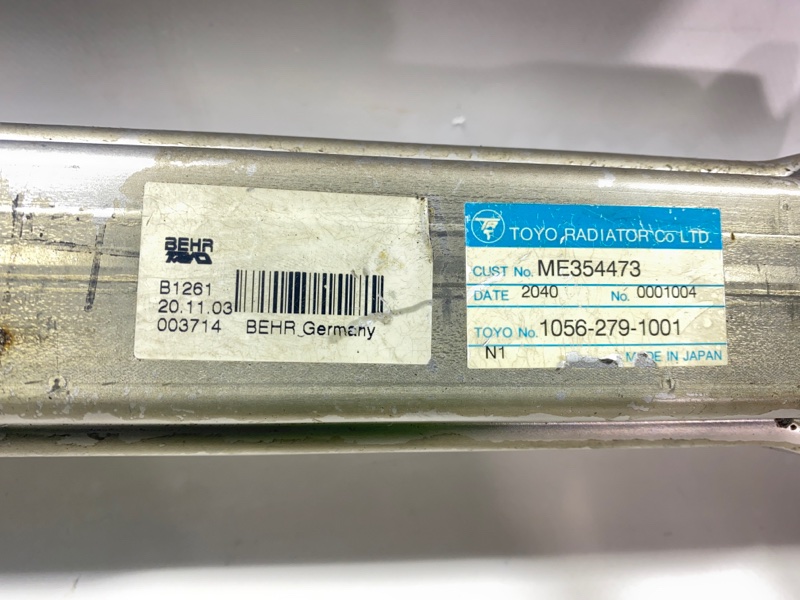 BEHR
TOYO
B1261
20.11.03
003714 BEHR Germany
TOYO RADIATOR Co LTD.
CUST No. ME354473
DATE 2040 No. 0001004
TOYO No. 1056-279-1001
N1 MADE IN JAPAN